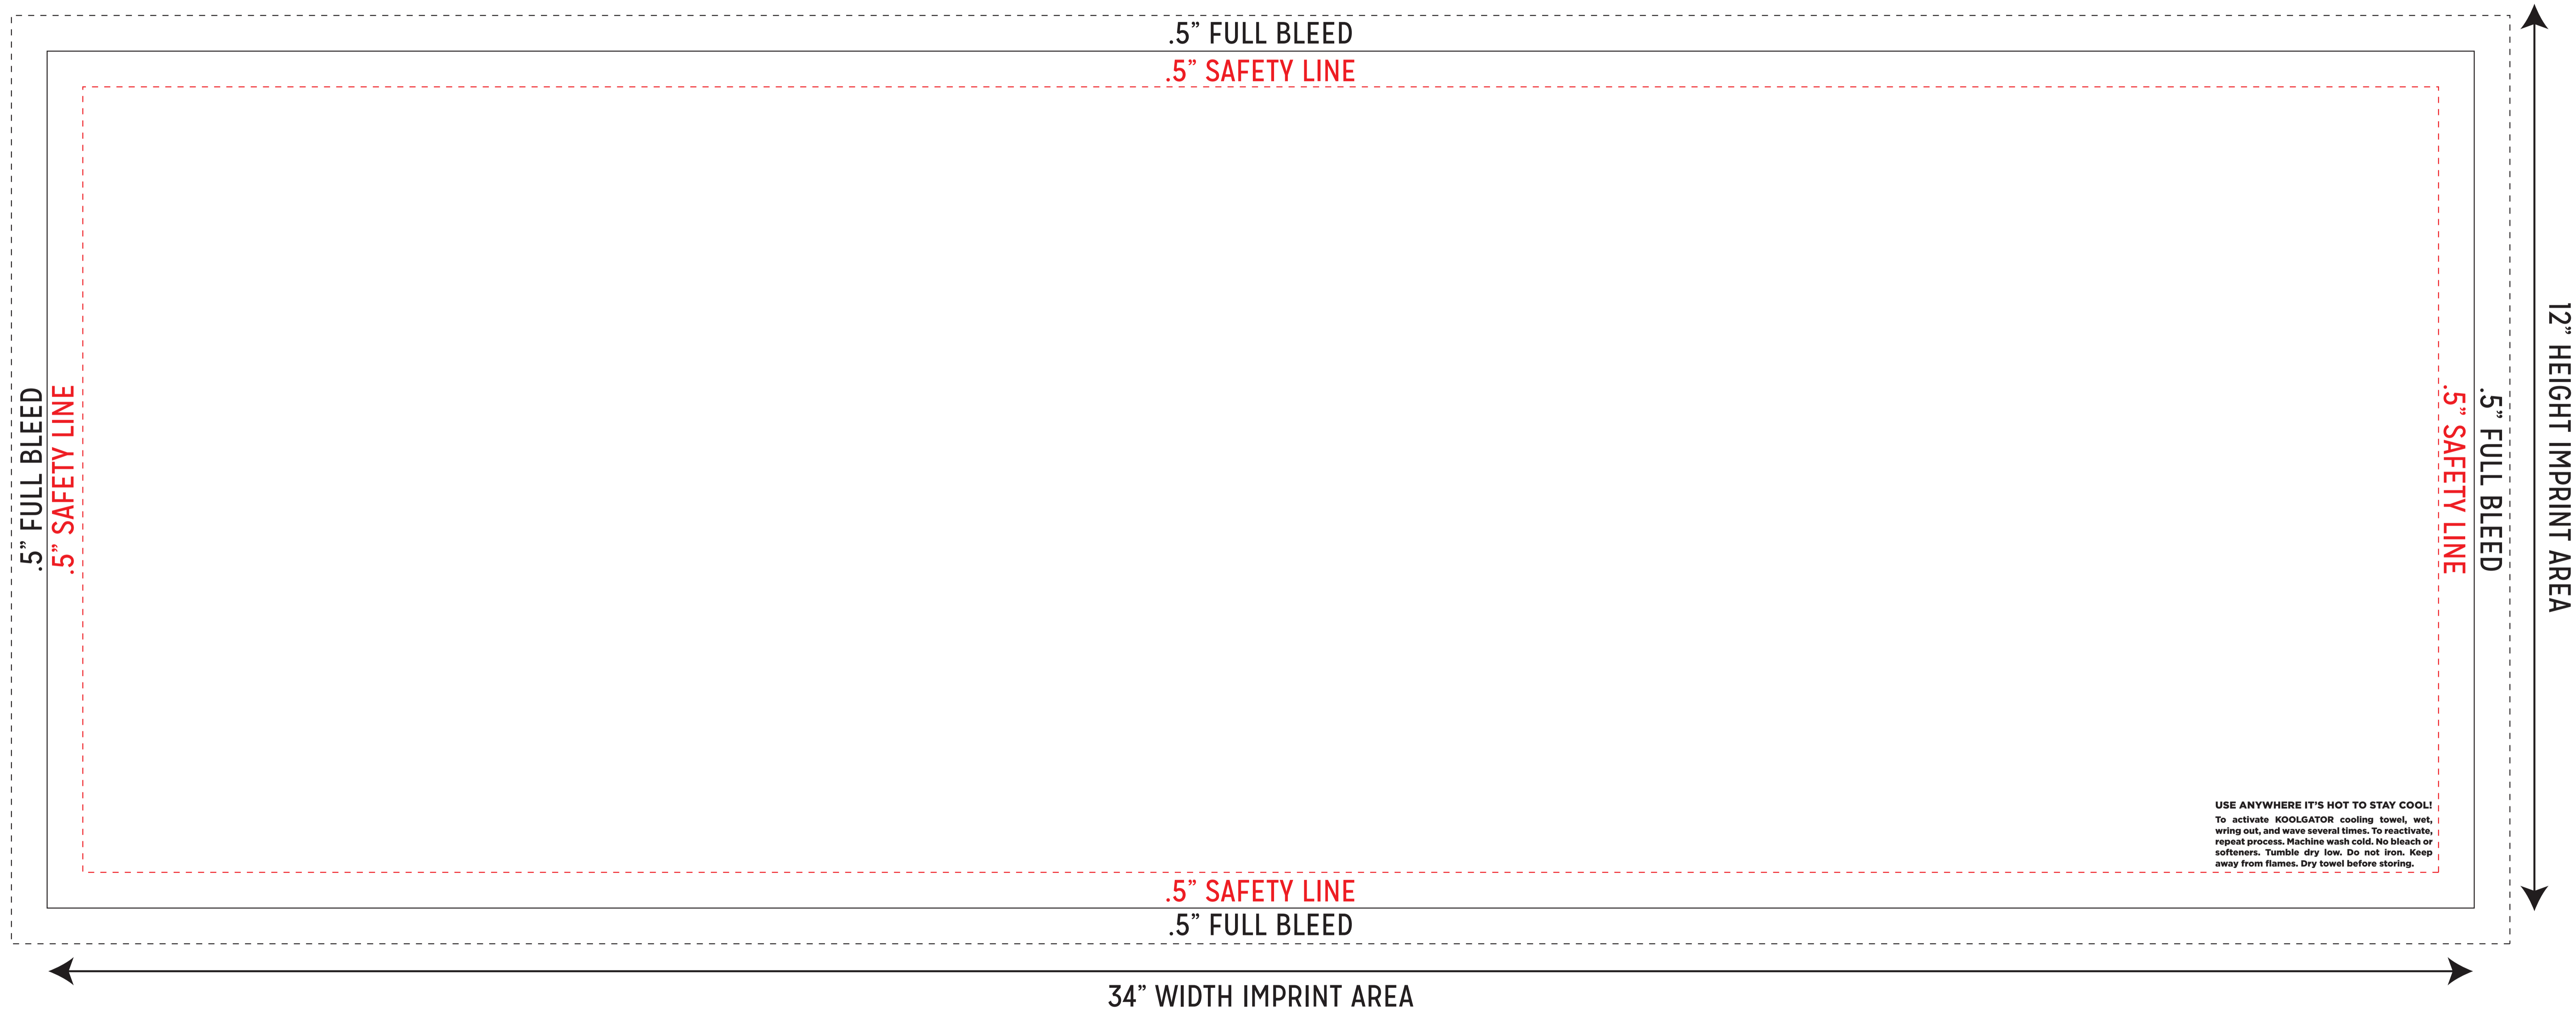 .5” FULL BLEED
.5” SAFETY LINE
.5” FULL BLEED
.5” SAFETY LINE
.5” SAFETY LINE
.5” FULL BLEED
12” HEIGHT IMPRINT AREA
USE ANYWHERE IT’S HOT TO STAY COOL!
To activate KOOLGATOR cooling towel, wet,
wring out, and wave several times. To reactivate,
repeat process. Machine wash cold. No bleach or
softeners. Tumble dry low. Do not iron. Keep
away from flames. Dry towel before storing.
.5” SAFETY LINE
.5” FULL BLEED
34” WIDTH IMPRINT AREA